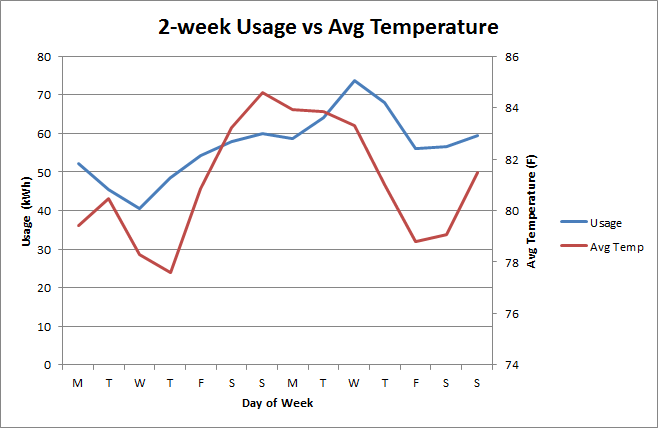 2-week Usage vs Avg Temperature
80
70
60
50
40
30
20
10
0
Usage (kWh)
86
84
82
80
78
76
74
Avg Temperature (F)
Usage
Avg Temp
M T W T F S S M T W T F S S
Day of Week